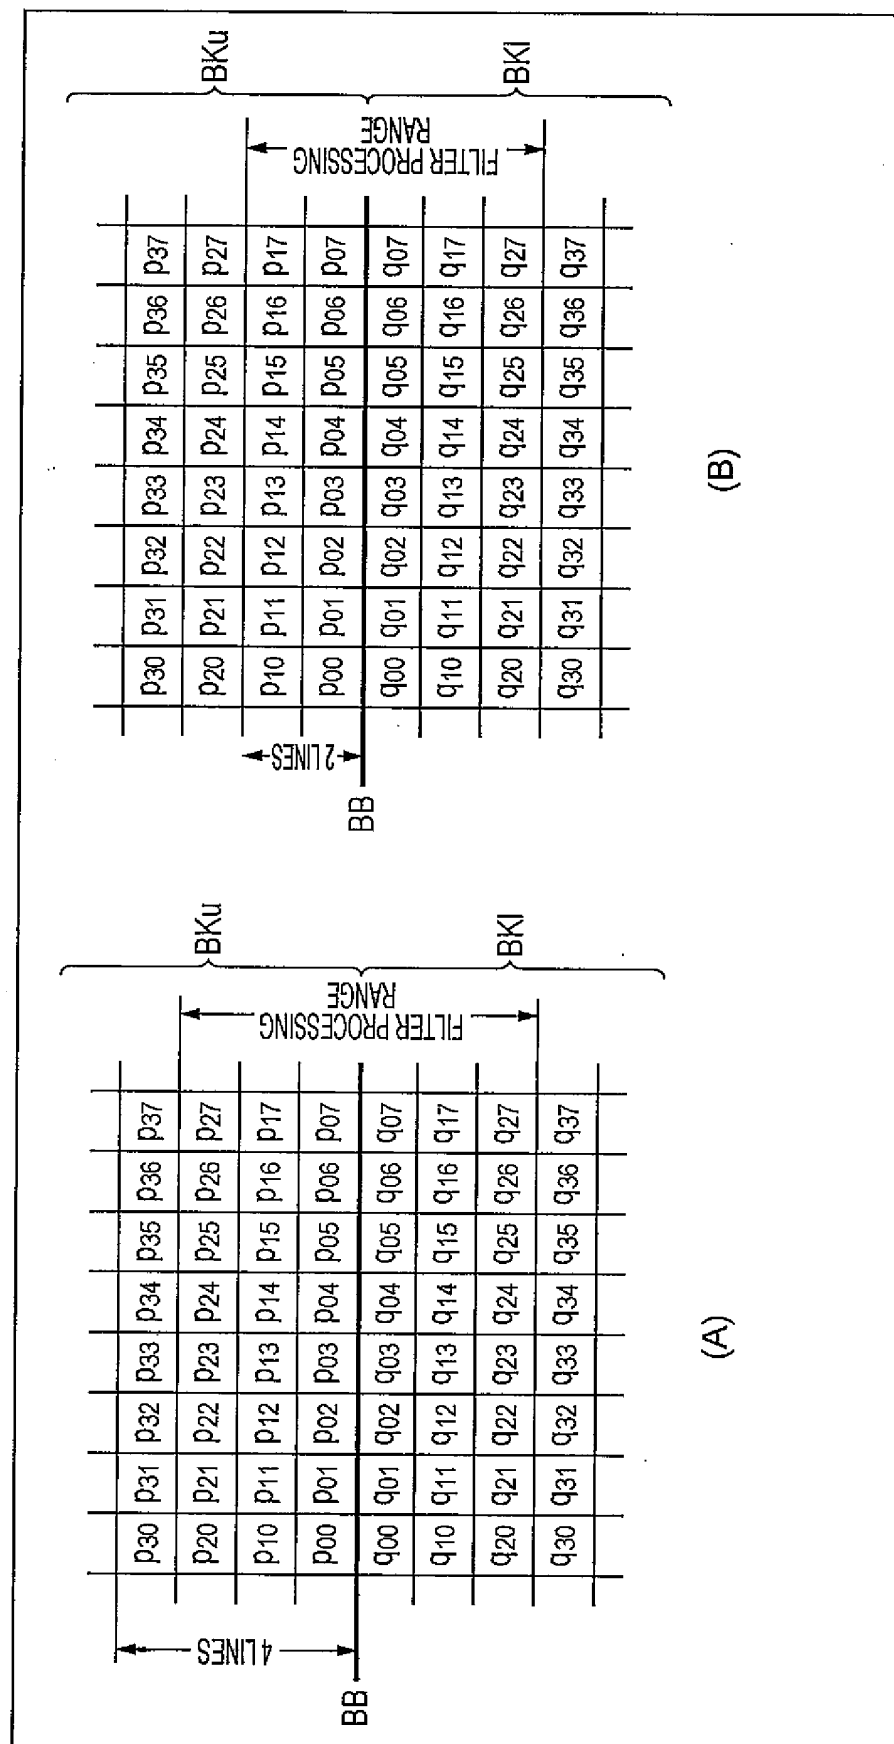 4 LINES
BB
p30 p31 p32 p33 p34 p35 p36 p37
p20 p21 p22 p23 p24 p25 p26 p27
p10 p11 p12 p13 p14 p15 p16 p17
p00 p01 p02 p03 p04 p05 p06 p07
q00 q01 q02 q03 q04 q05 q06 q07
q10 q11 q12 q13 q14 q15 q16 q17
q20 q21 q22 q23 q24 q25 q26 q27
q30 q31 q32 q33 q34 q35 q36 q37
FILTER PROCESSING
RANGE
BKu
BKl
(A)
2 LINES
BB
p30 p31 p32 p33 p34 p35 p36 p37
p20 p21 p22 p23 p24 p25 p26 p27
p10 p11 p12 p13 p14 p15 p16 p17
p00 p01 p02 p03 p04 p05 p06 p07
q00 q01 q02 q03 q04 q05 q06 q07
q10 q11 q12 q13 q14 q15 q16 q17
q20 q21 q22 q23 q24 q25 q26 q27
q30 q31 q32 q33 q34 q35 q36 q37
FILTER PROCESSING
RANGE
BKu
BKl
(B)